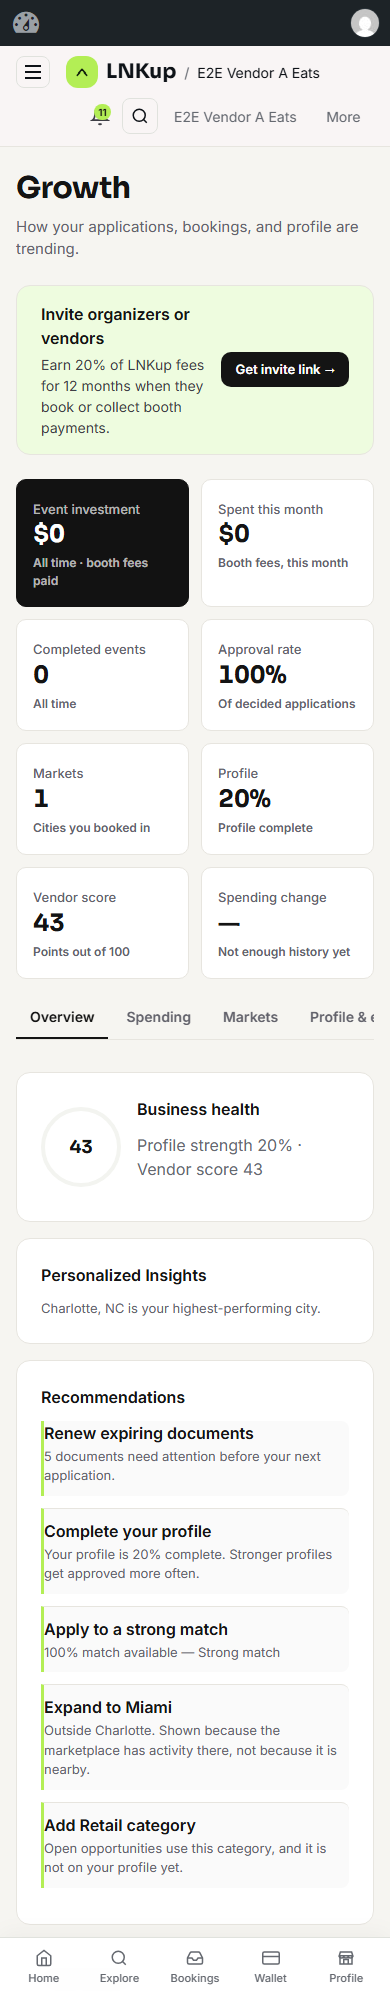 LNKup / E2E Vendor A Eats
11
E2E Vendor A Eats
More
Growth
How your applications, bookings, and profile are
trending.
Invite organizers or
vendors
Earn 20% of LNKup fees
for 12 months when they
book or collect booth
payments.
Get invite link →
Event investment
$0
All time · booth fees
paid
Spent this month
$0
Booth fees, this month
Completed events
0
All time
Approval rate
100%
Of decided applications
Markets
1
Cities you booked in
Profile
20%
Profile complete
Vendor score
43
Points out of 100
Spending change
—
Not enough history yet
Overview
Spending
Markets
Profile & e
43
Business health
Profile strength 20% ·
Vendor score 43
Personalized Insights
Charlotte, NC is your highest-performing city.
Recommendations
Renew expiring documents
5 documents need attention before your next
application.
Complete your profile
Your profile is 20% complete. Stronger profiles
get approved more often.
Apply to a strong match
100% match available — Strong match
Expand to Miami
Outside Charlotte. Shown because the
marketplace has activity there, not because it is
nearby.
Add Retail category
Open opportunities use this category, and it is
not on your profile yet.
Home
Explore
Bookings
Wallet
Profile